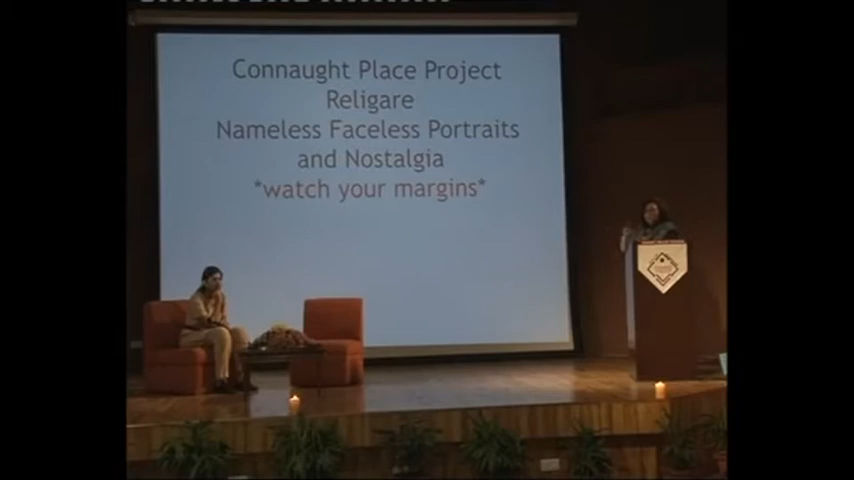 Connaught Place Project
Religare
Nameless Faceless Portraits
and Nostalgia
*watch your margins*